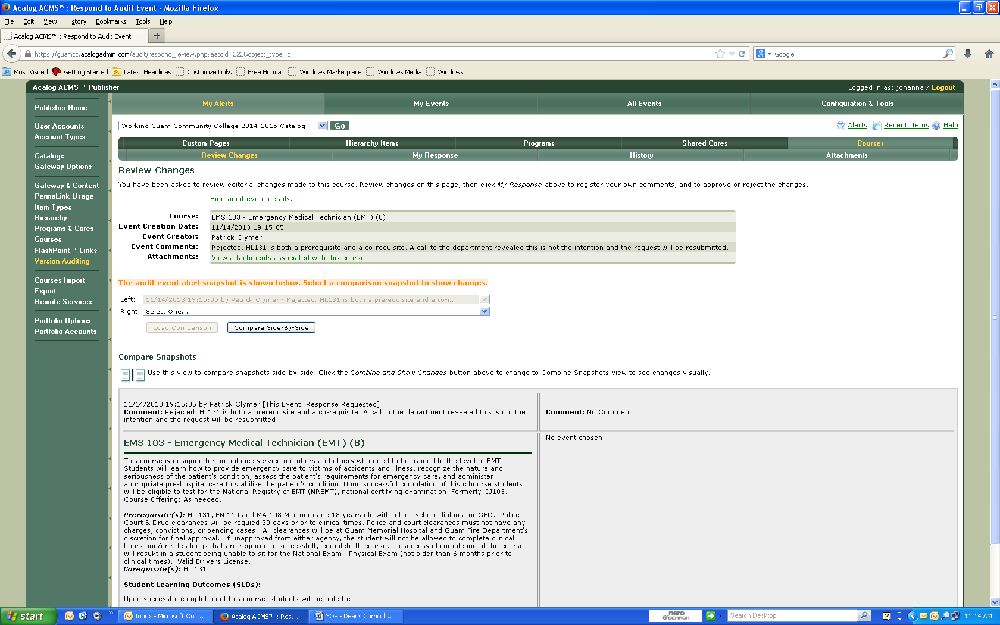 Acalog ACMS™ : Respond to Audit Event - Mozilla Firefox
File Edit View History Bookmarks Tools Help
Acalog ACMS™ : Respond to Audit Event +
https://guamcc.acalogadmin.com/audit/respond_review.php?aatoid=222&object_type=c
8 Google
Most Visited Getting Started Latest Headlines Customize Links Free Hotmail Windows Marketplace Windows Media Windows
Acalog ACMS™ Publisher
Logged in as: johanna / Logout
Publisher Home
User Accounts
Account Types
Catalogs
Gateway Options
Gateway & Content
PermaLink Usage
Item Types
Hierarchy
Programs & Cores
Courses
FlashPoint™ Links
Version Auditing
Courses Import
Export
Remote Services
Portfolio Options
Portfolio Accounts
My Alerts My Events All Events Configuration & Tools
Working Guam Community College 2014-2015 Catalog Go
Alerts Recent Items Help
Custom Pages Hierarchy Items Programs Shared Cores Courses
Review Changes My Response History Attachments
Review Changes
You have been asked to review editorial changes made to this course. Review changes on this page, then click My Response above to register your own comments, and to approve or reject the changes.
Hide audit event details.
Course: EMS 103 - Emergency Medical Technician (EMT) (8)
Event Creation Date: 11/14/2013 19:15:05
Event Creator: Patrick Clymer
Event Comments: Rejected. HL131 is both a prerequisite and a co-requisite. A call to the department revealed this is not the intention and the request will be resubmitted.
Attachments: View attachments associated with this course
The audit event alert snapshot is shown below. Select a comparison snapshot to show changes.
Left: 11/14/2013 19:15:05 by Patrick Clymer - Rejected. HL131 is both a prerequisite and a co-r...
Right: Select One...
Load Comparison Compare Side-By-Side
Compare Snapshots
Use this view to compare snapshots side-by-side. Click the Combine and Show Changes button above to change to Combine Snapshots view to see changes visually.
11/14/2013 19:15:05 by Patrick Clymer [This Event: Response Requested]
Comment: Rejected. HL131 is both a prerequisite and a co-requisite. A call to the department revealed this is not the
intention and the request will be resubmitted.
Comment: No Comment
EMS 103 - Emergency Medical Technician (EMT) (8)
This course is designed for ambulance service members and others who need to be trained to the level of EMT.
Students will learn how to provide emergency care to victims of accidents and illness, recognize the nature and
seriousness of the patient's condition, assess the patient's requirements for emergency care, and administer
appropriate pre-hospital care to stabilize the patient's condition. Upon successful completion of this c bourse students
will be eligible to test for the National Registry of EMT (NREMT), national certifying examination. Formerly CJ103.
Course Offering: As needed.
Prerequisite(s): HL 131, EN 110 and MA 108 Minimum age 18 years old with a high school diploma or GED. Police,
Court & Drug clearances will be requied 30 days prior to clinical times. Police and court clearances must not have any
charges, convictions, or pending cases. All clearances will be at Guam Memorial Hospital and Guam Fire Department's
discretion for final approval. If unapproved from either agency, the student will not be allowed to complete clinical
hours and/or ride alongs that are required to successfully complete th course. Unsuccessful completion of the course
will resukt in a student being unable to sit for the National Exam. Physical Exam (not older than 6 months prior to
clinical times). Valid Drivers License.
Corequisite(s): HL 131
Student Learning Outcomes (SLOs):
Upon successful completion of this course, students will be able to:
No event chosen.
start
Inbox - Microsoft Out...
Acalog ACMS™ : Res...
SOP - Deans Curricul...
nero
SEARCH
Search Desktop
11:14 AM